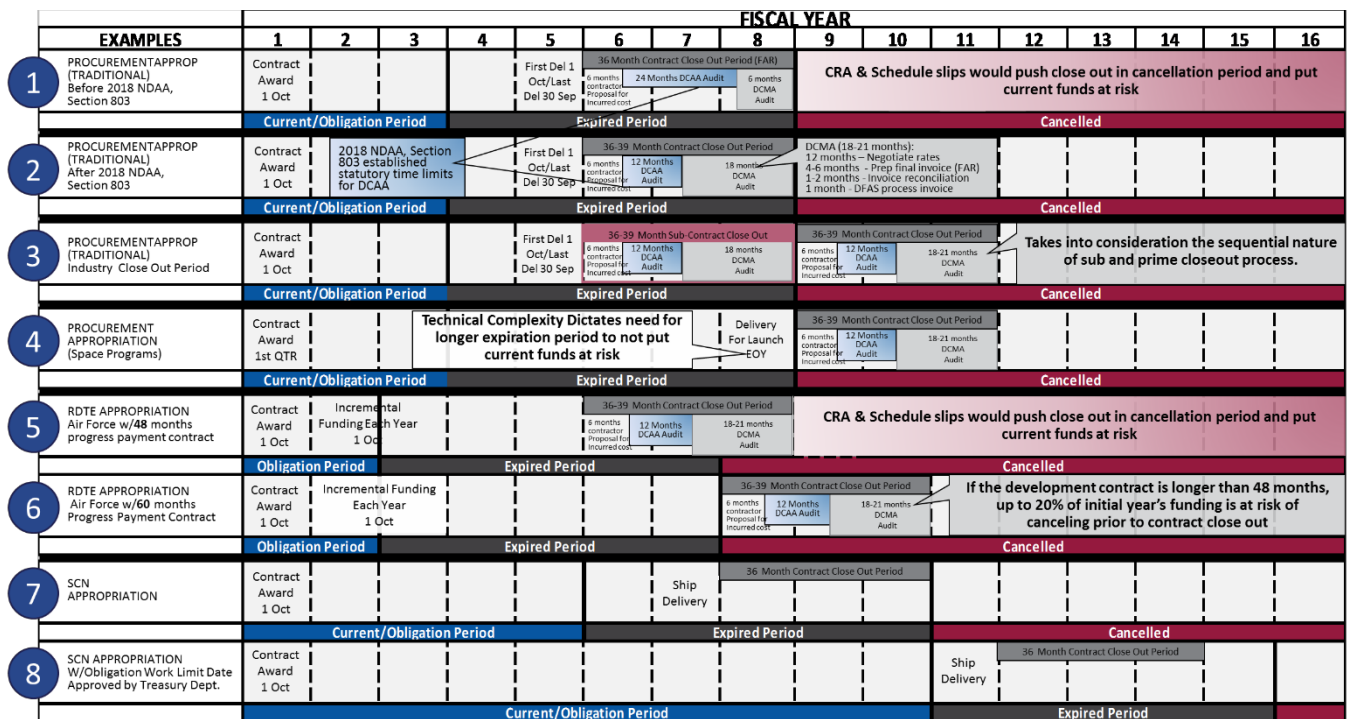 FISCAL YEAR
EXAMPLES 1 2 3 4 5 6 7 8 9 10 11 12 13 14 15 16
1
PROCUREMENTAPPROP
(TRADITIONAL)
Before 2018 NDAA,
Section 803
Contract
Award
1 Oct
First Del 1
Oct/Last
Del 30 Sep
36 Month Contract Close Out Period (FAR)
6 months
contractor
Proposal for
Incurred cost
24 Months DCAA Audit
6 months
DCMA
Audit
CRA & Schedule slips would push close out in cancellation period and put
current funds at risk
Current/Obligation Period
Expired Period
Cancelled
2
PROCUREMENTAPPROP
(TRADITIONAL)
After 2018 NDAA,
Section 803
Contract
Award
1 Oct
2018 NDAA, Section
803 established
statutory time limits
for DCAA
First Del 1
Oct/Last
Del 30 Sep
36-39 Month Contract Close Out Period
6 months
contractor
Proposal for
Incurred cost
12 Months
DCAA
Audit
18 months
DCMA
Audit
DCMA (18-21 months):
12 months – Negotiate rates
4-6 months - Prep final invoice (FAR)
1-2 months - Invoice reconciliation
1 month - DFAS process invoice
Current/Obligation Period
Expired Period
Cancelled
3
PROCUREMENTAPPROP
(TRADITIONAL)
Industry Close Out Period
Contract
Award
1 Oct
First Del 1
Oct/Last
Del 30 Sep
36-39 Month Sub-Contract Close Out
6 months
contractor
Proposal for
Incurred cost
12 Months
DCAA
Audit
18 months
DCMA
Audit
36-39 Month Contract Close Out Period
6 months
contractor
Proposal for
Incurred cost
12 Months
DCAA
Audit
18-21 months
DCMA
Audit
Takes into consideration the sequential nature
of sub and prime closeout process.
Current/Obligation Period
Expired Period
Cancelled
4
PROCUREMENT
APPROPRIATION
(Space Programs)
Contract
Award
1st QTR
Technical Complexity Dictates need for
longer expiration period to not put
current funds at risk
Delivery
For Launch
EOY
36-39 Month Contract Close Out Period
6 months
contractor
Proposal for
Incurred cost
12 Months
DCAA
Audit
18-21 months
DCMA
Audit
Current/Obligation Period
Expired Period
Cancelled
5
RDTE APPROPRIATION
Air Force w/48 months
progress payment contract
Contract
Award
1 Oct
Incremental
Funding Each Year
1 Oct
36-39 Month Contract Close Out Period
6 months
contractor
Proposal for
Incurred cost
12 Months
DCAA Audit
18-21 months
DCMA
Audit
CRA & Schedule slips would push close out in cancellation period and put
current funds at risk
Obligation Period
Expired Period
Cancelled
6
RDTE APPROPRIATION
Air Force w/60 months
Progress Payment Contract
Contract
Award
1 Oct
Incremental Funding
Each Year
1 Oct
36-39 Month Contract Close Out Period
6 months
contractor
Proposal for
Incurred cost
12 Months
DCAA Audit
18-21 months
DCMA
Audit
If the development contract is longer than 48 months,
up to 20% of initial year's funding is at risk of
canceling prior to contract close out
Obligation Period
Expired Period
Cancelled
7
SCN
APPROPRIATION
Contract
Award
1 Oct
Ship
Delivery
36 Month Contract Close Out Period
Current/Obligation Period
Expired Period
Cancelled
8
SCN APPROPRIATION
W/Obligation Work Limit Date
Approved by Treasury Dept.
Contract
Award
1 Oct
Ship
Delivery
36 Month Contract Close Out Period
Current/Obligation Period
Expired Period